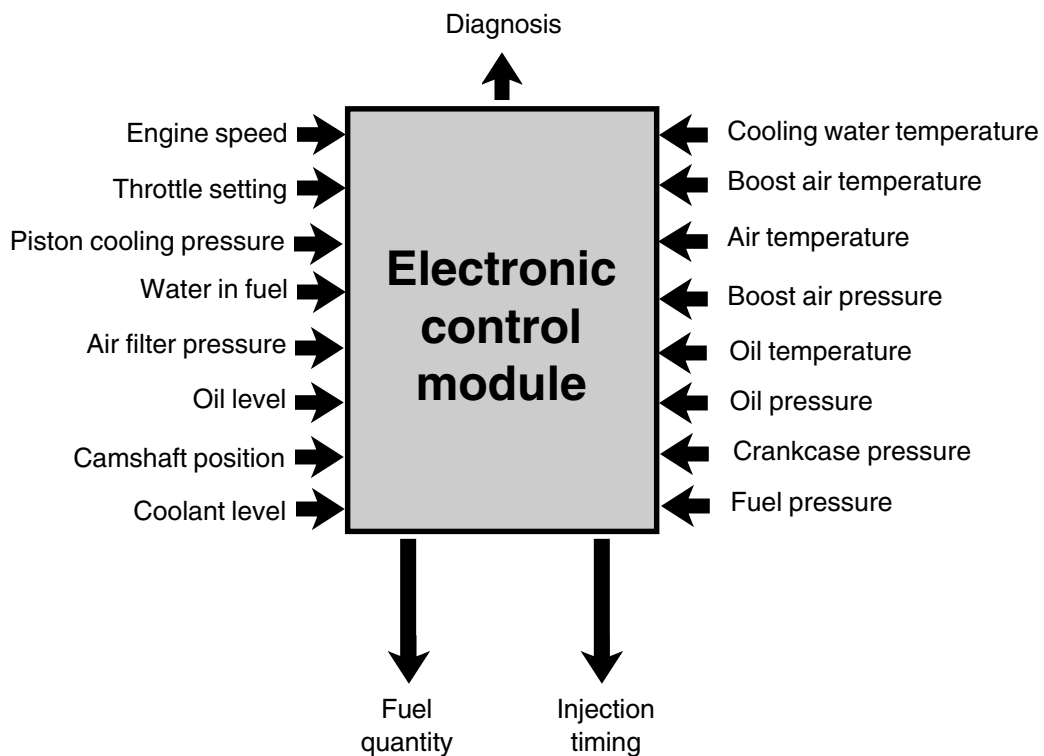 Diagnosis
Engine speed
Throttle setting
Piston cooling pressure
Water in fuel
Air filter pressure
Oil level
Camshaft position
Coolant level
Electronic
control
module
Cooling water temperature
Boost air temperature
Air temperature
Boost air pressure
Oil temperature
Oil pressure
Crankcase pressure
Fuel pressure
Fuel
quantity
Injection
timing